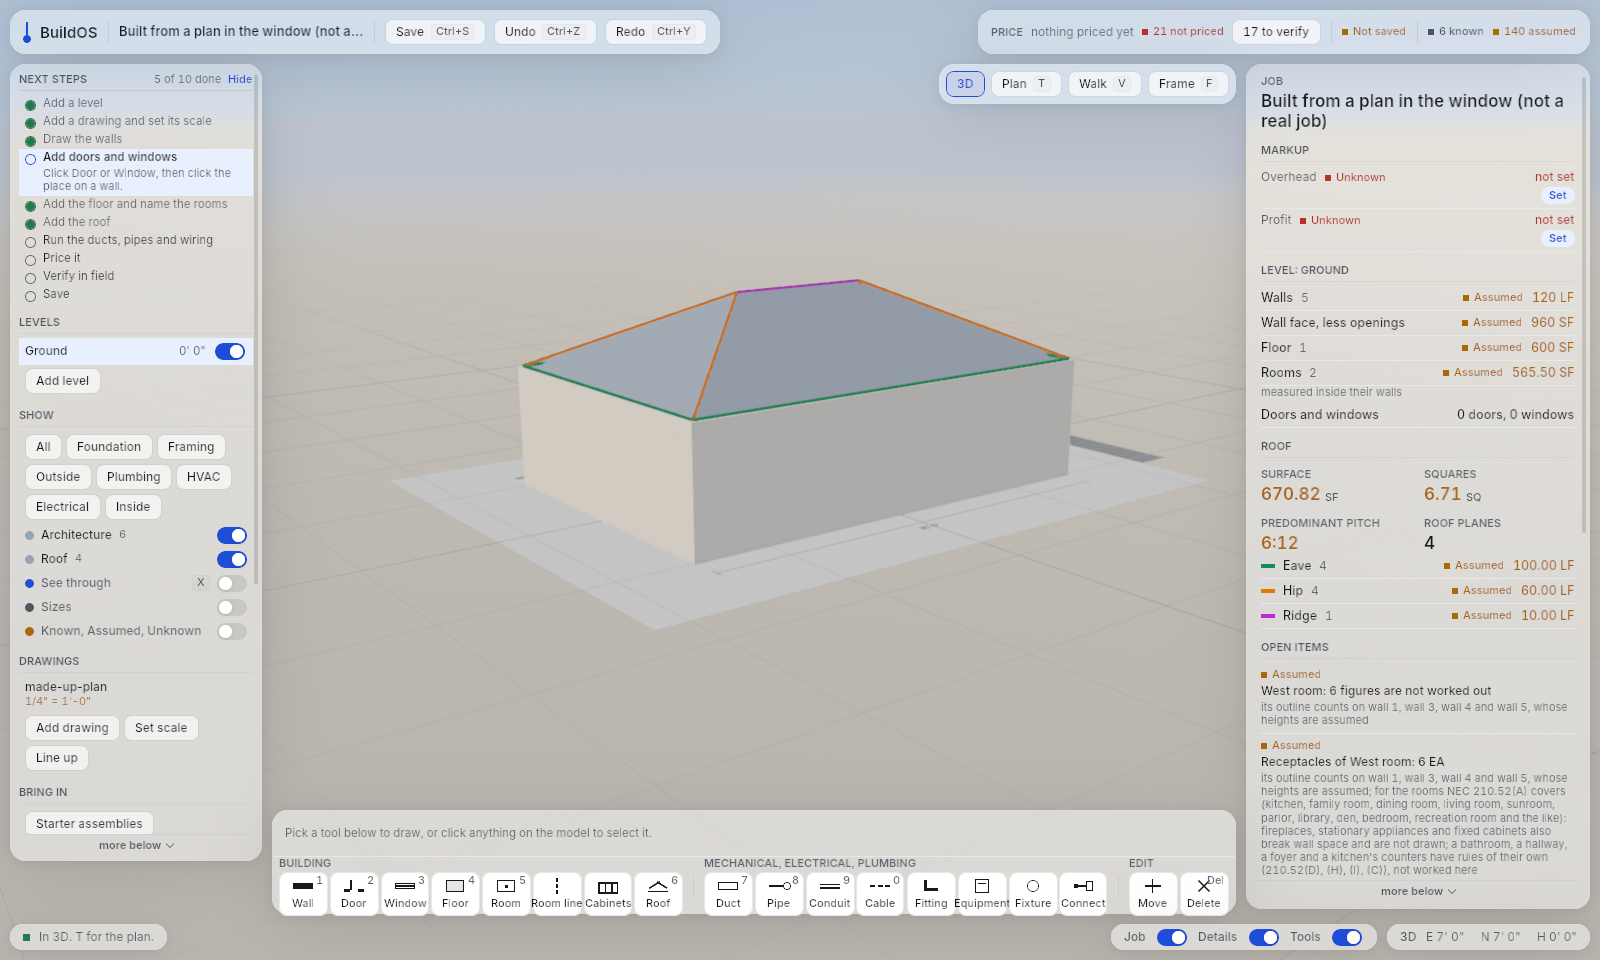 BuildOS
Built from a plan in the window (not a...
Save Ctrl+S
Undo Ctrl+Z
Redo Ctrl+Y
PRICE nothing priced yet 21 not priced 17 to verify Not saved 6 known 140 assumed
3D
Plan T
Walk V
Frame F
NEXT STEPS 5 of 10 done Hide
Add a level
Add a drawing and set its scale
Draw the walls
Add doors and windows
Click Door or Window, then click the
place on a wall.
Add the floor and name the rooms
Add the roof
Run the ducts, pipes and wiring
Price it
Verify in field
Save
LEVELS
Ground 0' 0"
Add level
SHOW
All Foundation Framing
Outside Plumbing HVAC
Electrical Inside
Architecture 6
Roof 4
See through X
Sizes
Known, Assumed, Unknown
DRAWINGS
made-up-plan
1/4" = 1'-0"
Add drawing Set scale
Line up
BRING IN
Starter assemblies
more below
In 3D. T for the plan.
Pick a tool below to draw, or click anything on the model to select it.
BUILDING
Wall 1
Door 2
Window 3
Floor 4
Room 5
Room line
Cabinets
Roof 6
MECHANICAL, ELECTRICAL, PLUMBING
Duct 7
Pipe 8
Conduit 9
Cable 0
Fitting
Equipment
Fixture
Connect
EDIT
Move
Delete Del
JOB
Built from a plan in the window (not a
real job)
MARKUP
Overhead Unknown not set
Set
Profit Unknown not set
Set
LEVEL: GROUND
Walls 5 Assumed 120 LF
Wall face, less openings Assumed 960 SF
Floor 1 Assumed 600 SF
Rooms 2 Assumed 565.50 SF
measured inside their walls
Doors and windows 0 doors, 0 windows
ROOF
SURFACE SQUARES
670.82 SF 6.71 SQ
PREDOMINANT PITCH ROOF PLANES
6:12 4
Eave 4 Assumed 100.00 LF
Hip 4 Assumed 60.00 LF
Ridge 1 Assumed 10.00 LF
OPEN ITEMS
Assumed
West room: 6 figures are not worked out
its outline counts on wall 1, wall 3, wall 4 and wall 5, whose
heights are assumed
Assumed
Receptacles of West room: 6 EA
its outline counts on wall 1, wall 3, wall 4 and wall 5, whose
heights are assumed; for the rooms NEC 210.52(A) covers
(kitchen, family room, dining room, living room, sunroom,
parlor, library, den, bedroom, recreation room and the like):
fireplaces, stationary appliances and fixed cabinets also
break wall space and are not drawn; a bathroom, a hallway,
a foyer and a kitchen's counters have rules of their own
(210.52(D), (H), (I), (C)), not worked here
more below
Job Details Tools
3D E 7' 0" N 7' 0" H 0' 0"